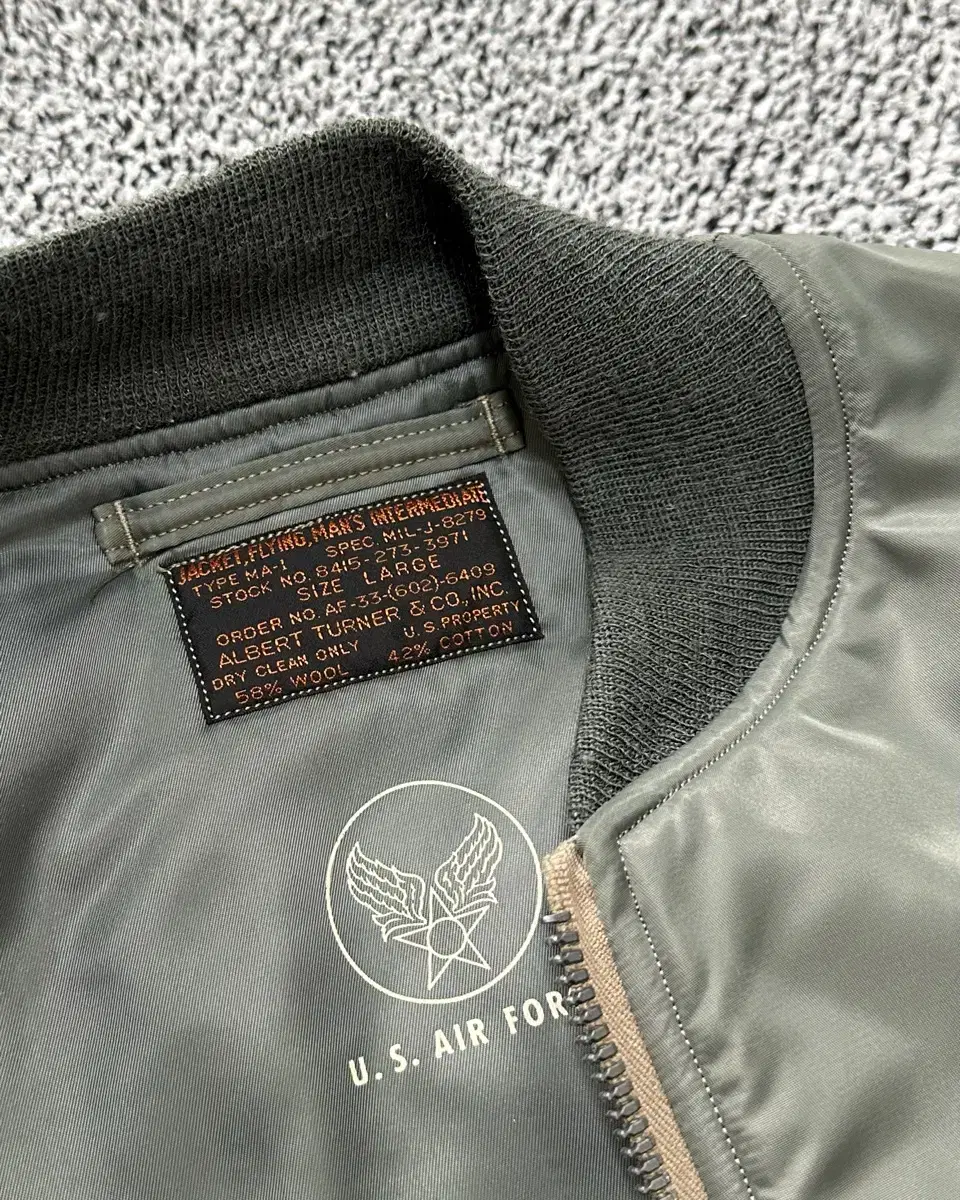 JACKET, FLYING, MAN'S INTERMEDIATE
TYPE MA-1 SPEC. MIL-J-8279
STOCK NO. 8415-273-3971
SIZE LARGE
ORDER NO. AF-33-(602)-6409
ALBERT TURNER & CO., INC.
DRY CLEAN ONLY U.S. PROPERTY
58% WOOL 42% COTTON
U.S. AIR FOR